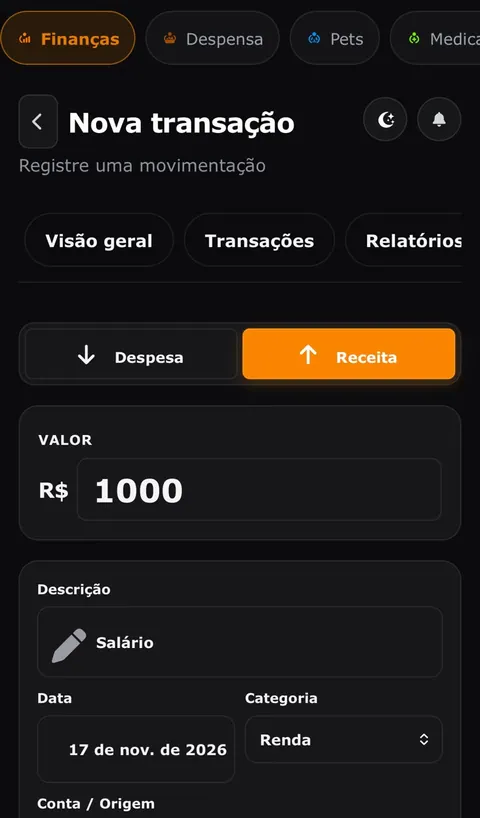 Finanças Despensa Pets Medica
Nova transação
Registre uma movimentação
Visão geral Transações Relatórios
Despesa Receita
VALOR
R$ 1000
Descrição
Salário
Data Categoria
17 de nov. de 2026 Renda
Conta / Origem